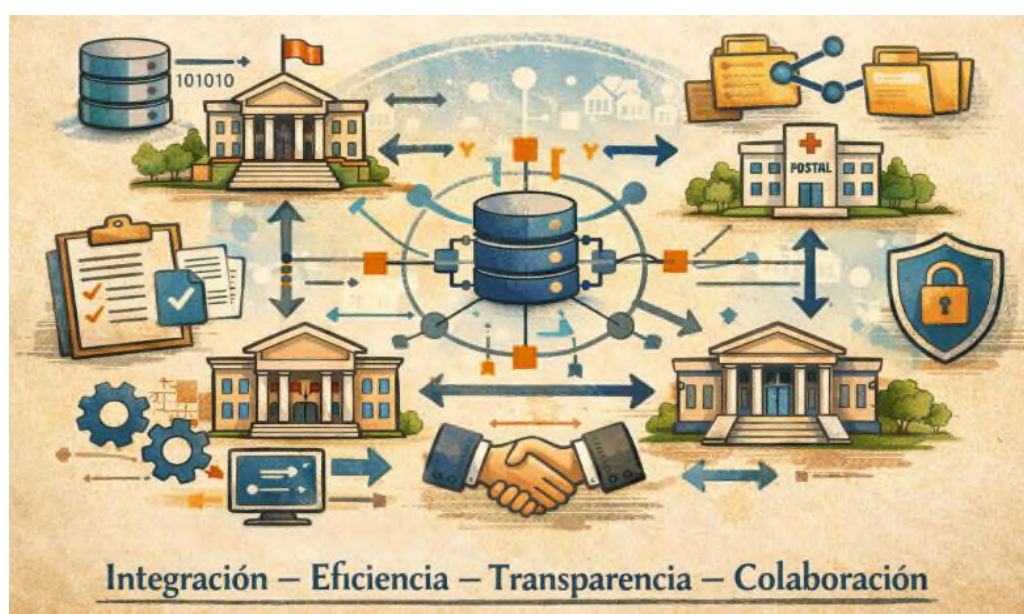 101010
POSTAL
Integración – Eficiencia – Transparencia – Colaboración